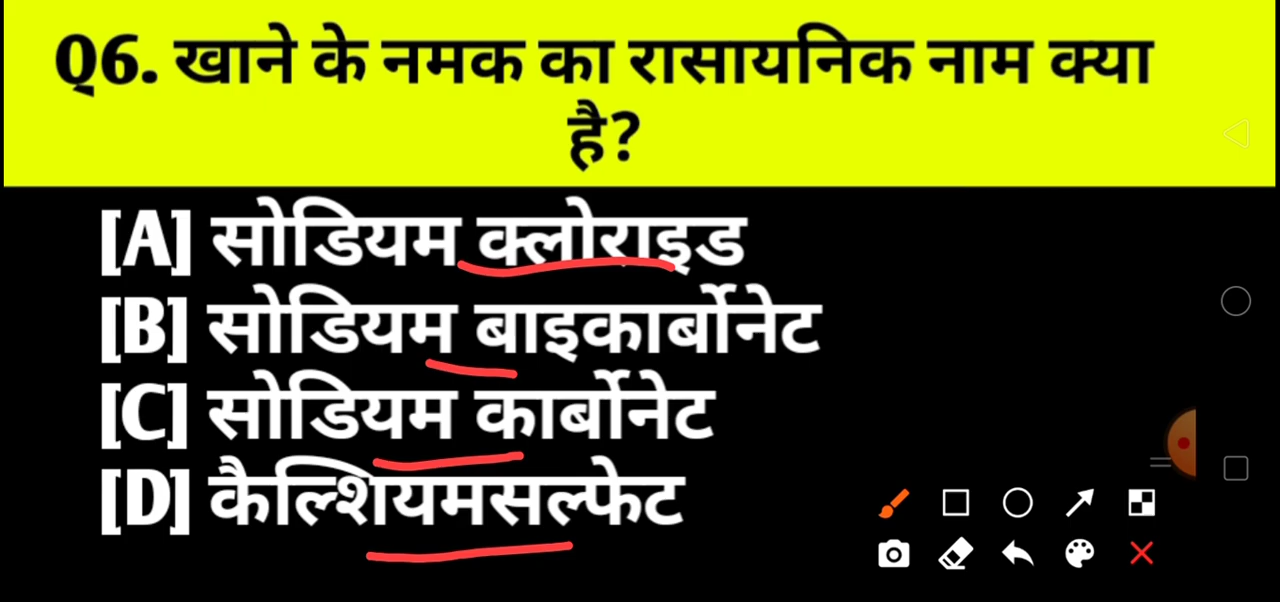 Q6. खाने के नमक का रासायनिक नाम क्या
है?
[A] सोडियम क्लोराइड
[B] सोडियम बाइकार्बोनेट
[C] सोडियम कार्बोनेट
[D] कैल्शियमसल्फेट